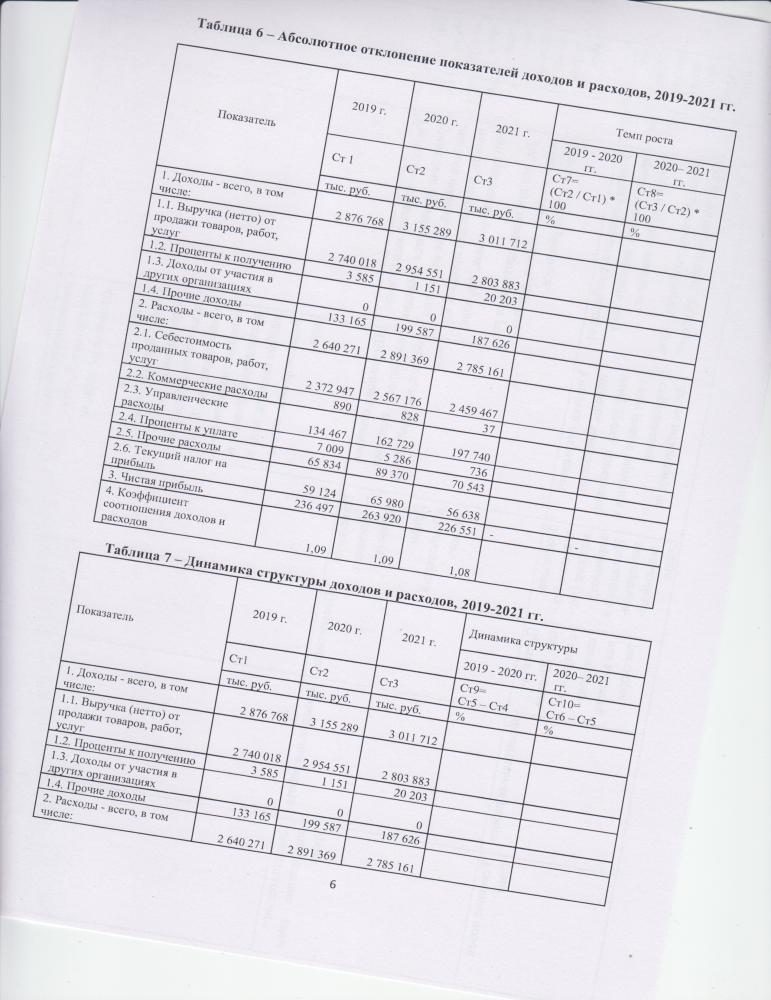 Таблица 6 – Абсолютное отклонение показателей доходов и расходов, 2019-2021 гг.
Показатель 2019 г. 2020 г. 2021 г. Темп роста
2019 - 2020 гг. 2020– 2021 гг.
Ст 1 Ст2 Ст3 Ст7= (Ст2 / Ст1) * 100 Ст8= (Ст3 / Ст2) * 100
тыс. руб. тыс. руб. тыс. руб. % %
1. Доходы - всего, в том
числе: 2 876 768 3 155 289 3 011 712
1.1. Выручка (нетто) от
продажи товаров, работ,
услуг 2 740 018 2 954 551 2 803 883
1.2. Проценты к получению 3 585 1 151 20 203
1.3. Доходы от участия в
других организациях 0 0 0
1.4. Прочие доходы 133 165 199 587 187 626
2. Расходы - всего, в том
числе: 2 640 271 2 891 369 2 785 161
2.1. Себестоимость
проданных товаров, работ,
услуг 2 372 947 2 567 176 2 459 467
2.2. Коммерческие расходы 890 828 37
2.3. Управленческие
расходы 134 467 162 729 197 740
2.4. Проценты к уплате 7 009 5 286 736
2.5. Прочие расходы 65 834 89 370 70 543
2.6. Текущий налог на
прибыль 59 124 65 980 56 638
3. Чистая прибыль 236 497 263 920 226 551 - -
4. Коэффициент
соотношения доходов и
расходов 1,09 1,09 1,08
Таблица 7 – Динамика структуры доходов и расходов, 2019-2021 гг.
Показатель 2019 г. 2020 г. 2021 г. Динамика структуры
2019 - 2020 гг. 2020– 2021 гг.
Ст1 Ст2 Ст3 Ст9= Ст5 – Ст4 Ст10= Ст6 – Ст5
тыс. руб. тыс. руб. тыс. руб. % %
1. Доходы - всего, в том
числе: 2 876 768 3 155 289 3 011 712
1.1. Выручка (нетто) от
продажи товаров, работ,
услуг 2 740 018 2 954 551 2 803 883
1.2. Проценты к получению 3 585 1 151 20 203
1.3. Доходы от участия в
других организациях 0 0 0
1.4. Прочие доходы 133 165 199 587 187 626
2. Расходы - всего, в том
числе: 2 640 271 2 891 369 2 785 161
6